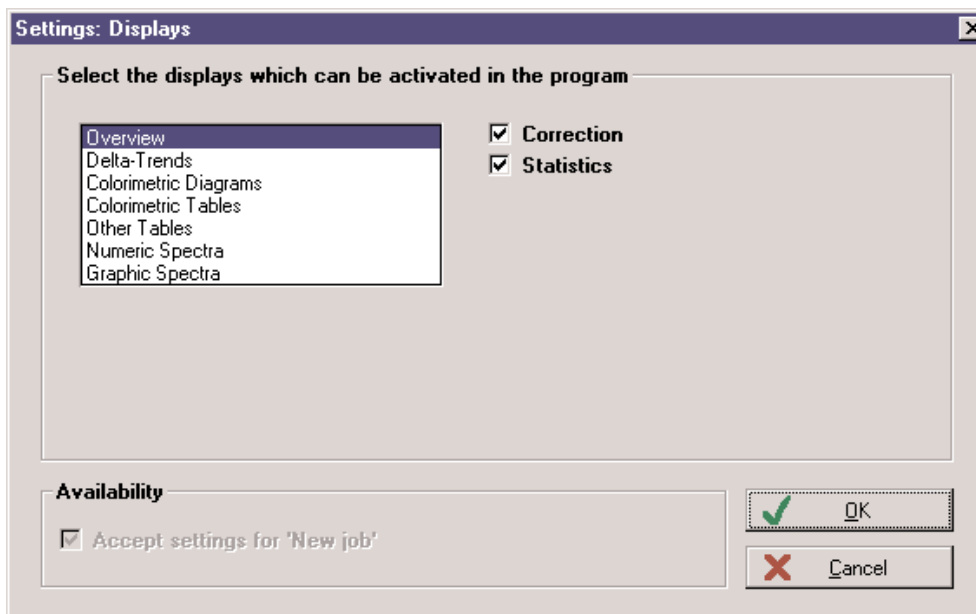 Settings: Displays
Select the displays which can be activated in the program
Overview
Delta-Trends
Colorimetric Diagrams
Colorimetric Tables
Other Tables
Numeric Spectra
Graphic Spectra
Correction
Statistics
Availability
Accept settings for 'New job'
OK
Cancel